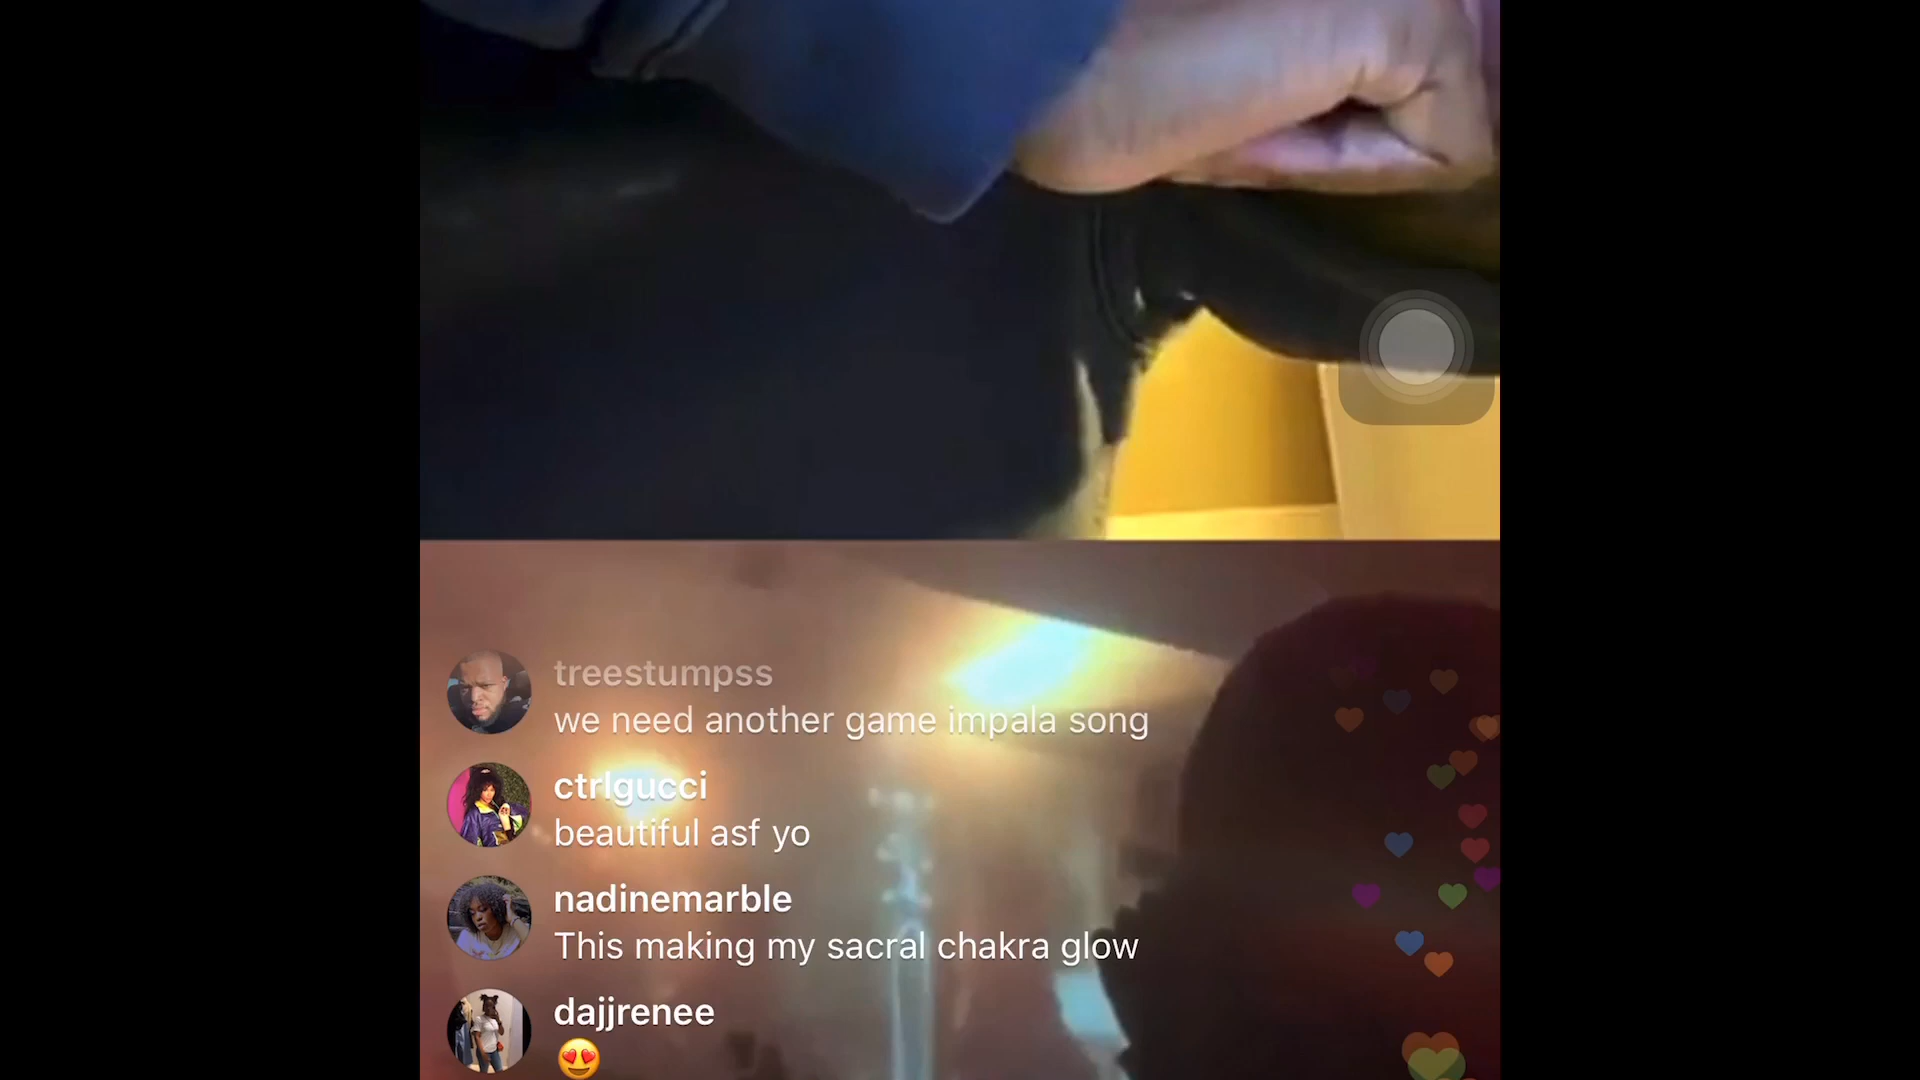 treestumpss
we need another game impala song
ctrlgucci
beautiful asf yo
nadinemarble
This making my sacral chakra glow
dajjrenee
😍